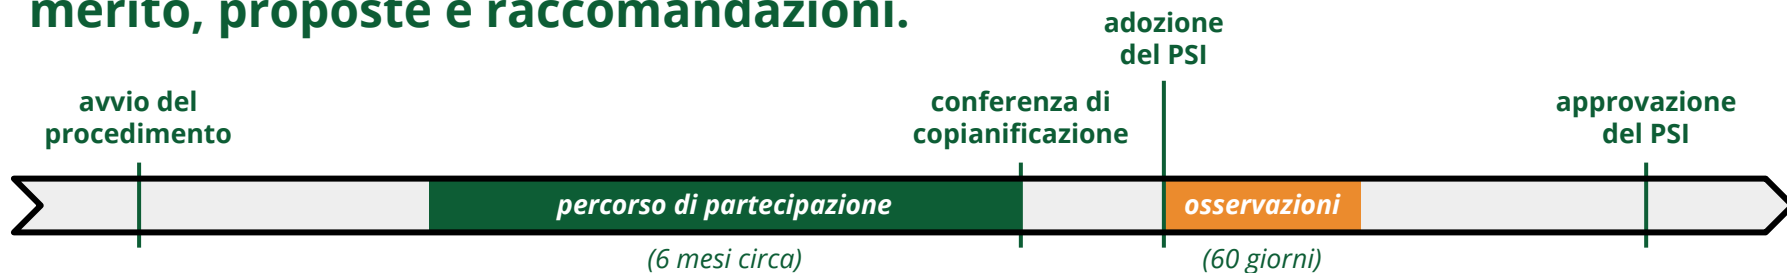 merito, proposte e raccomandazioni.
adozione
del PSI
avvio del
procedimento
conferenza di
copianificazione
approvazione
del PSI
percorso di partecipazione
osservazioni
(6 mesi circa)
(60 giorni)